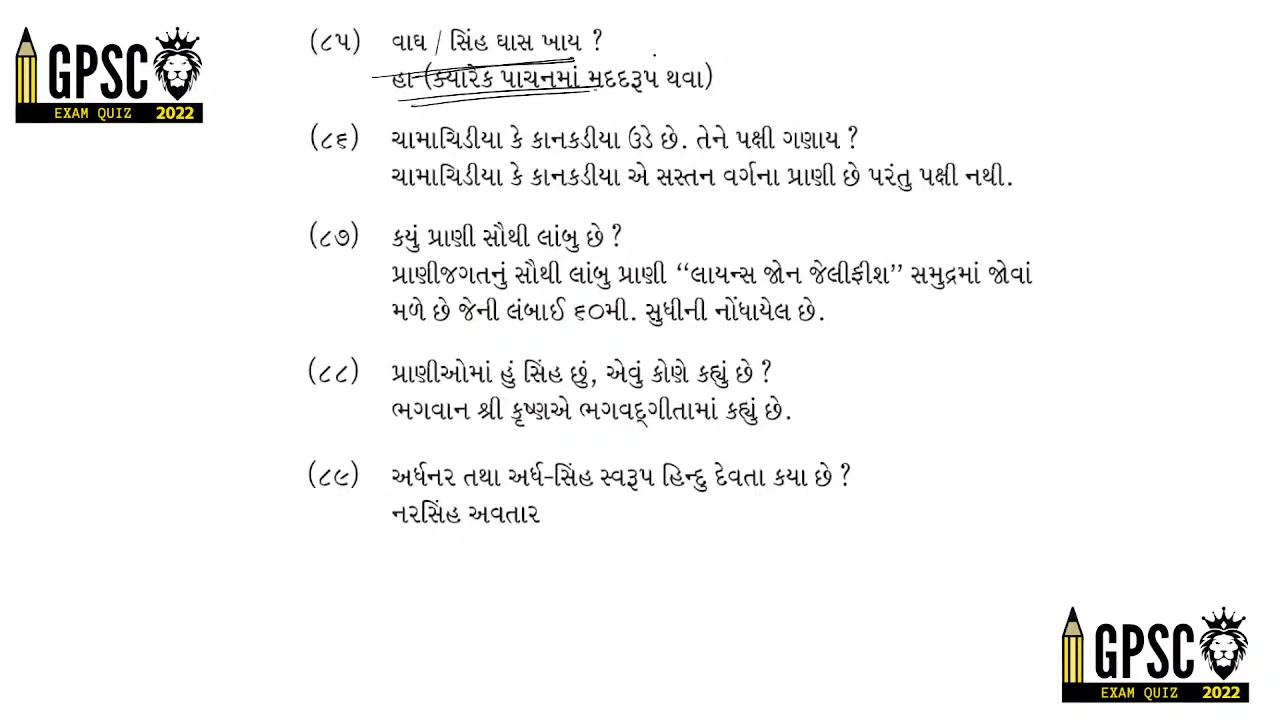 GPSC
EXAM QUIZ 2022
(૮૫) વાઘ / સિંહ ઘાસ ખાય ?
હા (ક્યારેક પાચનમાં મદદરૂપ થવા)
(૮૬) ચામાચિડીયા કે કાનકડીયા ઉડે છે. તેને પક્ષી ગણાય ?
ચામાચિડીયા કે કાનકડીયા એ સસ્તન વર્ગના પ્રાણી છે પરંતુ પક્ષી નથી.
(૮૭) કયું પ્રાણી સૌથી લાંબુ છે ?
પ્રાણીજગતનું સૌથી લાંબુ પ્રાણી “લાયન્સ જોન જેલીફીશ” સમુદ્રમાં જોવાં
મળે છે જેની લંબાઈ ૬૦મી. સુધીની નોંધાયેલ છે.
(૮૮) પ્રાણીઓમાં હું સિંહ છું, એવું કોણે કહ્યું છે ?
ભગવાન શ્રી કૃષ્ણએ ભગવદ્‌ગીતામાં કહ્યું છે.
(૮૯) અર્ધનર તથા અર્ધ-સિંહ સ્વરૂપ હિન્દુ દેવતા કયા છે ?
નરસિંહ અવતાર
GPSC
EXAM QUIZ 2022